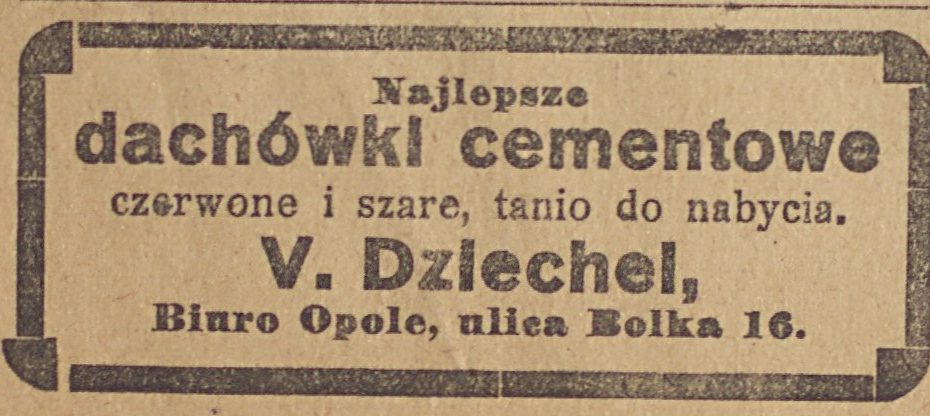 Najlepsze
dachówki cementowe
czerwone i szare, tanio do nabycia.
V. Dziechel,
Biuro Opole, ulica Bolka 16.